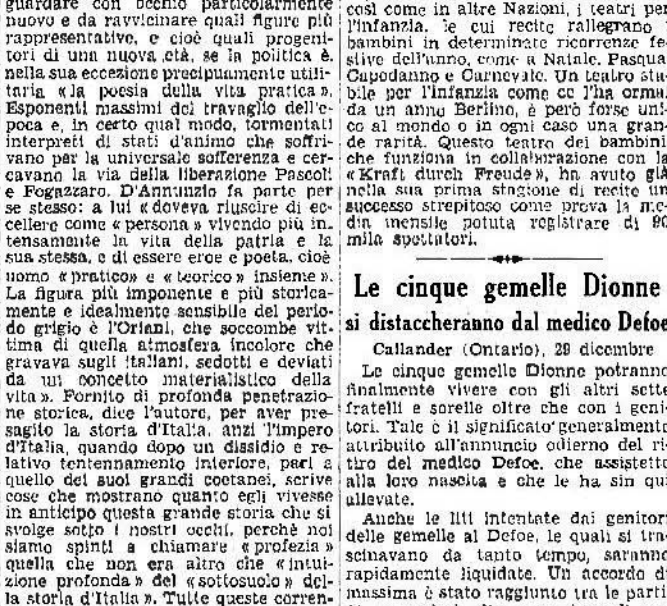 guardare con occhio particolarmente
nuovo e da ravvicinare quali figure più
rappresentative, e cioè quali progeni-
tori di una nuova età, se la politica è,
nella sua eccezione precipuamente utili-
taria «la poesia della vita pratica».
Esponenti massimi del travaglio dell'e-
poca e, in certo qual modo, tormentati
interpreti di stati d'animo che soffri-
vano per la universale sofferenza e cer-
cavano la via della liberazione Pascoli
e Fogazzaro. D'Annunzio fa parte per
se stesso: a lui «doveva riuscire di ec-
cellere come «persona» vivendo più in-
tensamente la vita della patria e la
sua stessa, e di essere eroe e poeta, cioè
uomo «pratico» e «teorico» insieme».
La figura più imponente e più storica-
mente e idealmente sensibile del perio-
do grigio è l'Oriani, che soccombe vit-
tima di quella atmosfera incolore che
gravava sugli italiani, sedotti e deviati
da un concetto materialistico della
vita». Fornito di profonda penetrazio-
ne storica, dice l'autore, per aver pre-
sagito la storia d'Italia, anzi l'impero
d'Italia, quando dopo un dissidio e re-
lativo tentennamento interiore, pari a
quello dei suoi grandi coetanei, scrive
cose che mostrano quanto egli vivesse
in anticipo questa grande storia che si
svolge sotto i nostri occhi, perchè noi
siamo spinti a chiamare «profezia»
quella che non era altro che «intui-
zione profonda» del «sottosuolo» del-
la storia d'Italia». Tutte queste corren-
così come in altre Nazioni, i teatri per
l'infanzia, le cui recite rallegrano i
bambini in determinate ricorrenze fe-
stive dell'anno, come a Natale, Pasqua,
Capodanno e Carnevale. Un teatro sta-
bile per l'infanzia come ce l'ha ormai
da un anno Berlino, è però forse uni-
co al mondo o in ogni caso una gran-
de rarità. Questo teatro dei bambini
che funziona in collaborazione con la
«Kraft durch Freude», ha avuto già
nella sua prima stagione di recite un
successo strepitoso come prova la me-
dia mensile potuta registrare di 90
mila spettatori.
Le cinque gemelle Dionne
si distaccheranno dal medico Defoe
Callander (Ontario), 29 dicembre
Le cinque gemelle Dionne potranno
finalmente vivere con gli altri sette
fratelli e sorelle oltre che con i geni-
tori. Tale è il significato generalmente
attribuito all'annuncio odierno del ri-
tiro del medico Defoe, che assistette
alla loro nascita e che le ha sin qui
allevate.
Anche le liti intentate dai genitori
delle gemelle al Defoe, le quali si tra-
scinavano da tanto tempo, saranno
rapidamente liquidate. Un accordo di
massima è stato raggiunto tra le parti